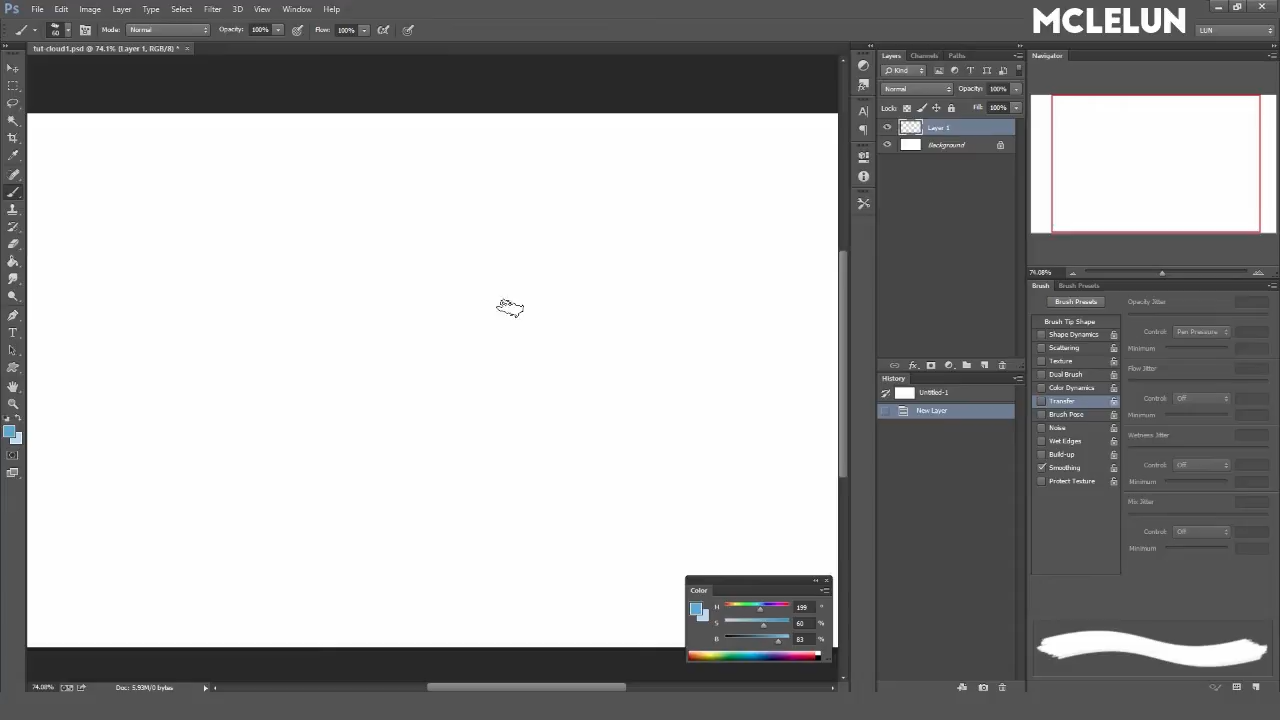 Ps File Edit Image Layer Type Select Filter 3D View Window Help
MCLELUN
60 Mode: Normal Opacity: 100% Flow: 100% LUN
tut-cloud1.psd @ 74.1% (Layer 1, RGB/8) * ×
Layers Channels Paths
Navigator
Kind
Normal Opacity: 100%
Lock: Fill: 100%
Layer 1
Background
74.08%
Brush Brush Presets
Brush Presets Opacity Jitter
Brush Tip Shape
Shape Dynamics Control: Pen Pressure
Scattering Minimum
Texture
Dual Brush Flow Jitter
History
Color Dynamics
Untitled-1
Transfer Control: Off
New Layer
Brush Pose Minimum
Noise
Wet Edges Wetness Jitter
Build-up
Smoothing Control: Off
Protect Texture Minimum
Mix Jitter
Control: Off
Minimum
Color
H 199 °
S 60 %
B 83 %
74.08% Doc: 5.93M/0 bytes